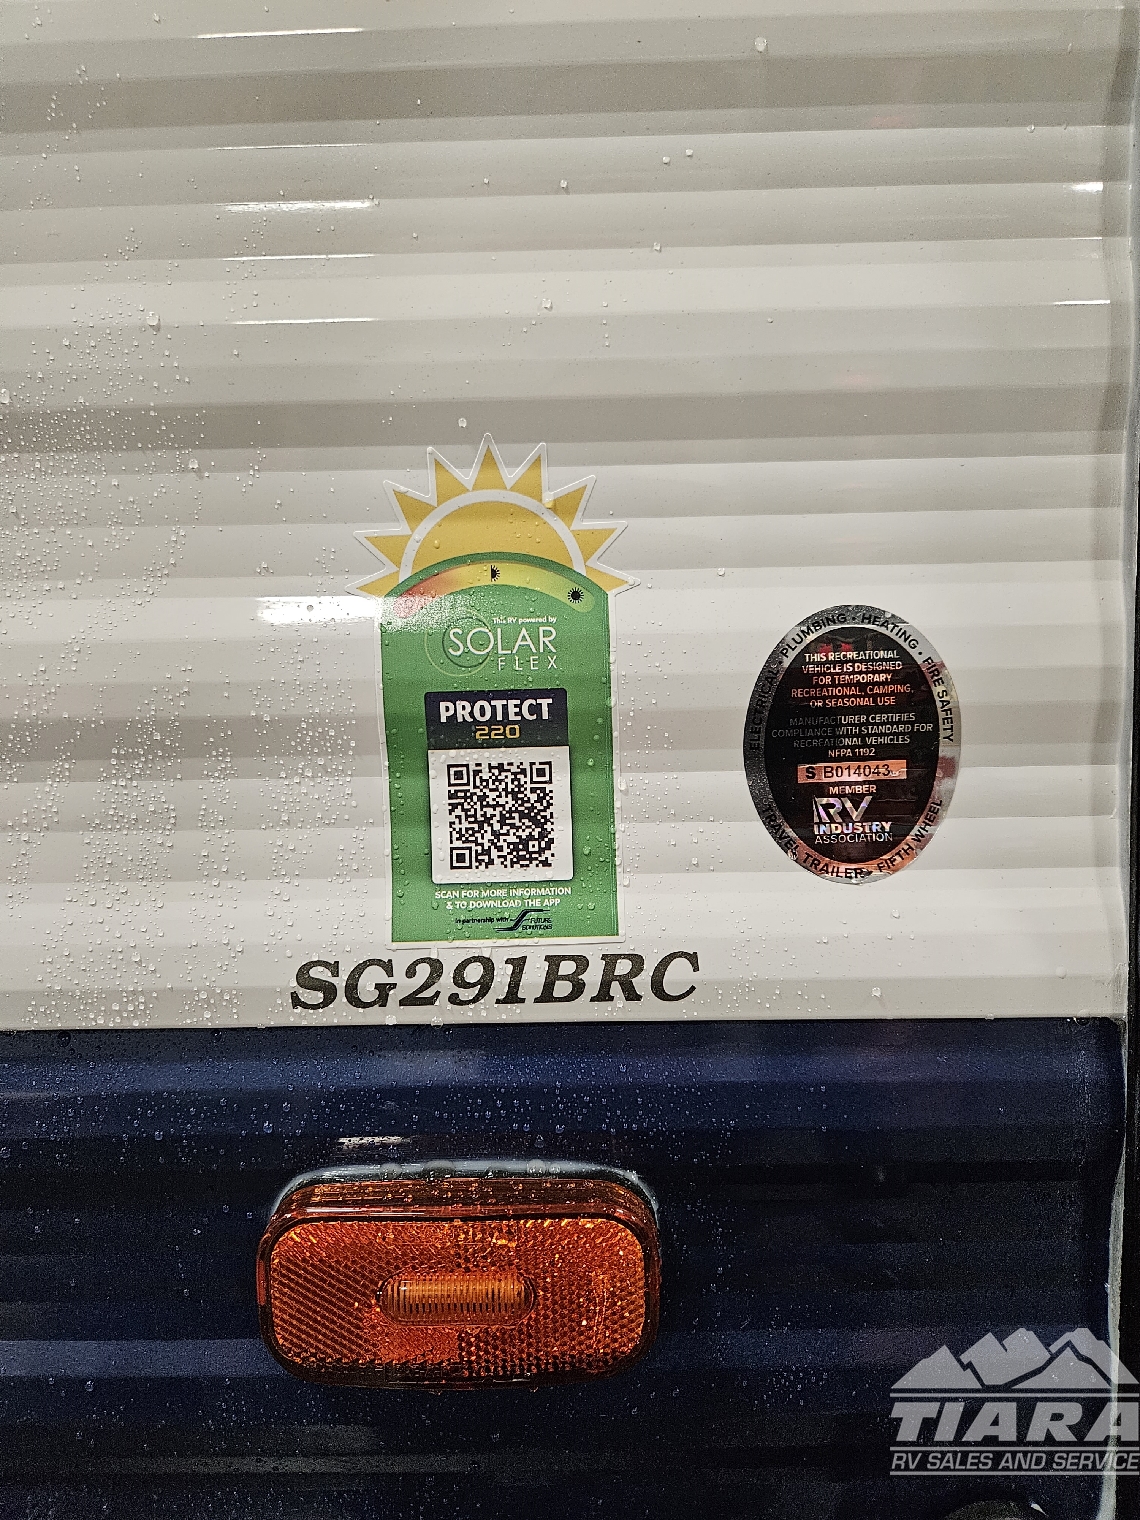 This RV powered by
SOLAR
FLEX
PROTECT
220
SCAN FOR MORE INFORMATION
& TO DOWNLOAD THE APP
In partnership with FUTURE
SOLUTIONS
SG291BRC
ELECTRICAL • PLUMBING • HEATING • FIRE SAFETY
THIS RECREATIONAL
VEHICLE IS DESIGNED
FOR TEMPORARY
RECREATIONAL, CAMPING,
OR SEASONAL USE
MANUFACTURER CERTIFIES
COMPLIANCE WITH STANDARD FOR
RECREATIONAL VEHICLES
NFPA 1192
S B014043
MEMBER
RV
INDUSTRY
ASSOCIATION
TRAVEL TRAILER • FIFTH WHEEL
TIARA
RV SALES AND SERVICE